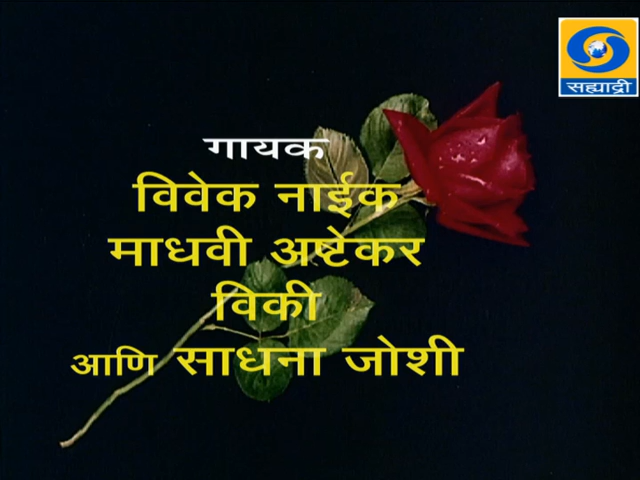 सह्याद्री
गायक
विवेक नाईक
माधवी अष्टेकर
विकी
आणि साधना जोशी